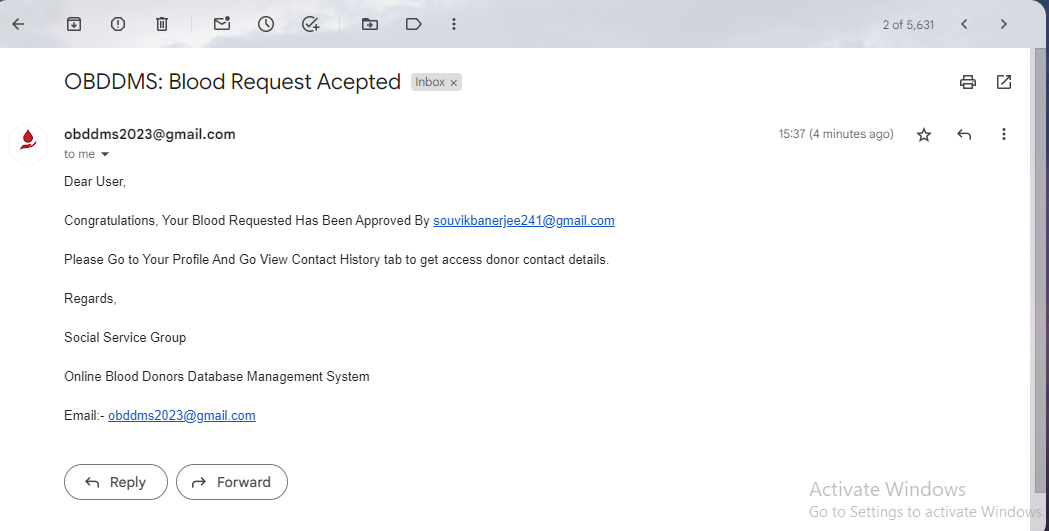 2 of 5,631
OBDDMS: Blood Request Acepted Inbox x
obddms2023@gmail.com 15:37 (4 minutes ago)
to me
Dear User,
Congratulations, Your Blood Requested Has Been Approved By souvikbanerjee241@gmail.com
Please Go to Your Profile And Go View Contact History tab to get access donor contact details.
Regards,
Social Service Group
Online Blood Donors Database Management System
Email:- obddms2023@gmail.com
Reply Forward
Activate Windows
Go to Settings to activate Windows.